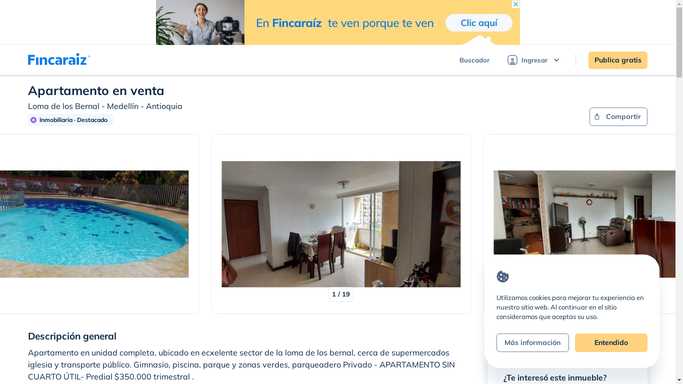 En Fincaraíz te ven porque te ven
Clic aquí
Fincaraíz
Buscador
Ingresar
Publica gratis
Apartamento en venta
Loma de los Bernal - Medellín - Antioquia
Inmobiliaria · Destacado
Compartir
1 / 19
Utilizamos cookies para mejorar tu experiencia en
nuestro sitio web. Al continuar en el sitio
consideramos que aceptas su uso.
Más información
Entendido
Descripción general
Apartamento en unidad completa, ubicado en ecxelente sector de la loma de los bernal, cerca de supermercados
iglesia y transporte público. Gimnasio, piscina, parque y zonas verdes, parqueadero Privado - APARTAMENTO SIN
CUARTO ÚTIL- Predial $350.000 trimestral .
¿Te interesó este inmueble?